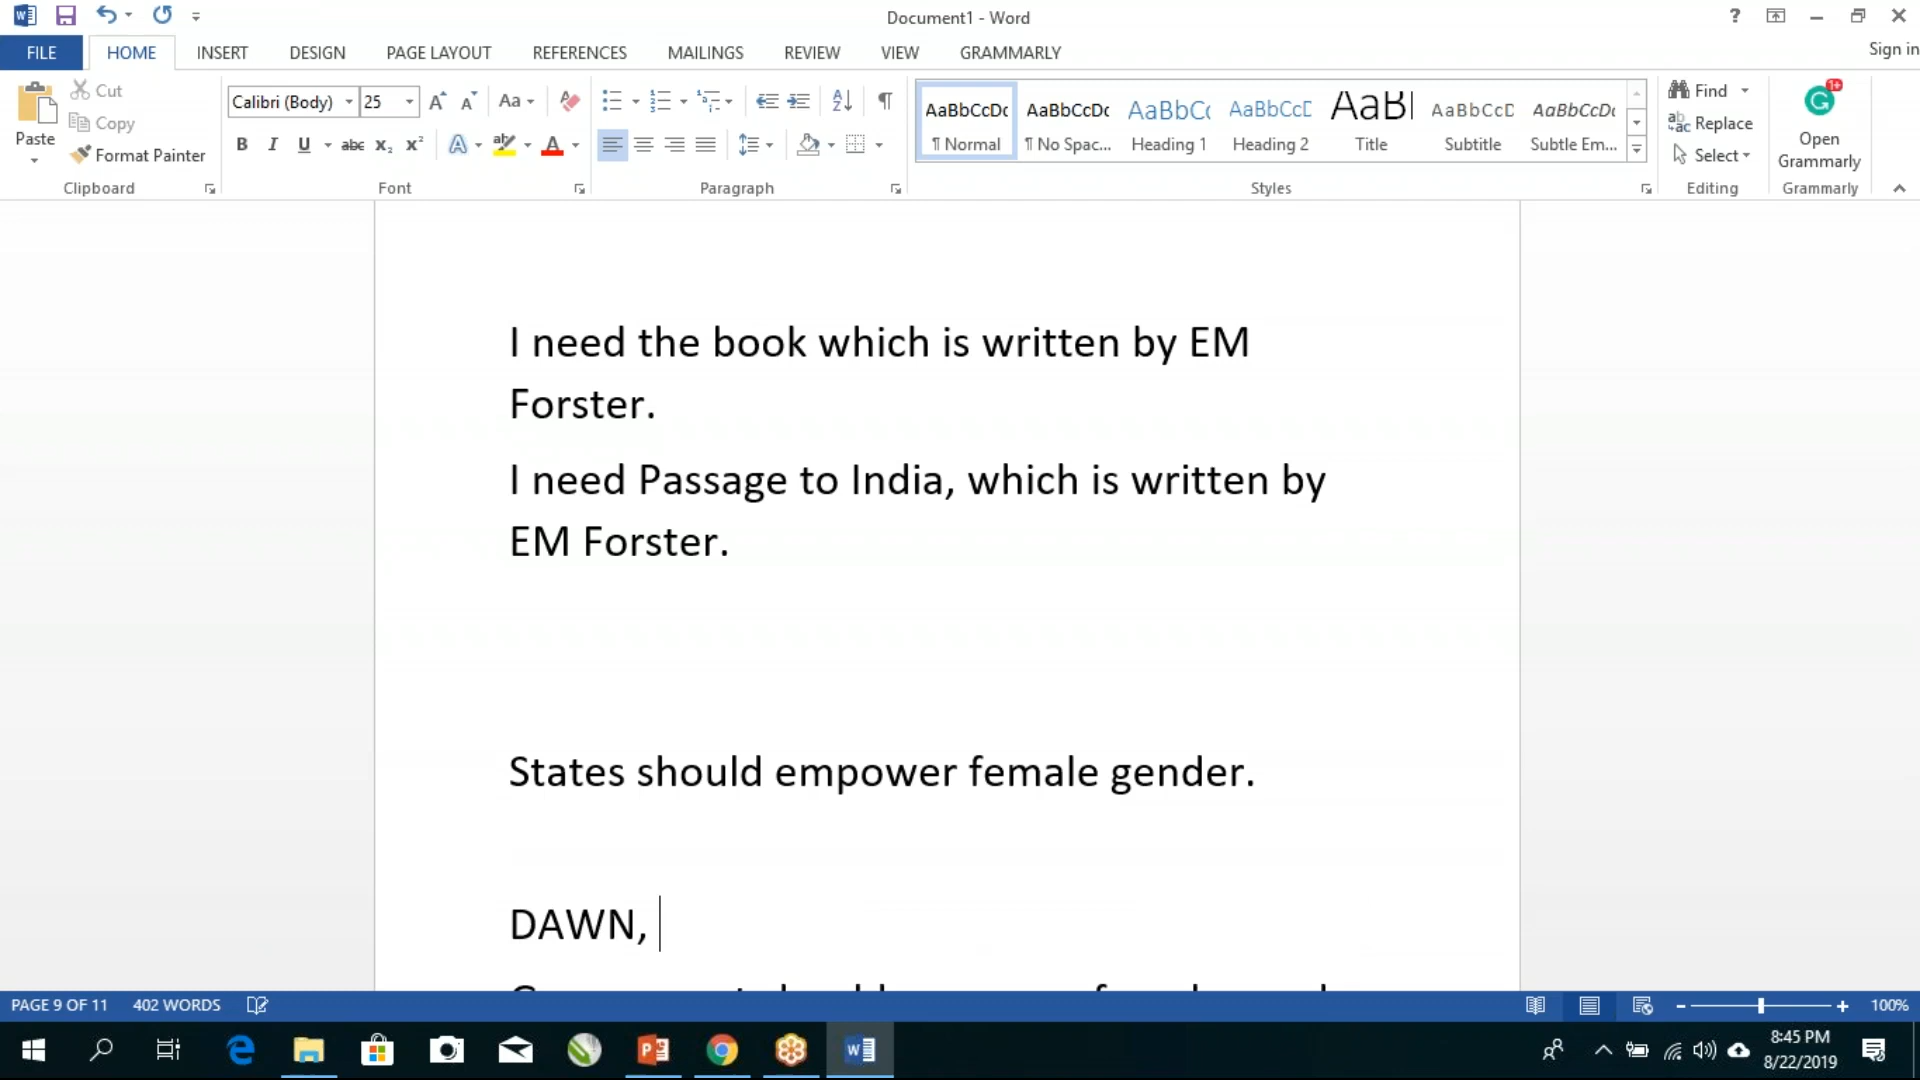 Document1 - Word
FILE HOME INSERT DESIGN PAGE LAYOUT REFERENCES MAILINGS REVIEW VIEW GRAMMARLY Sign in
Paste Cut Copy Format Painter
Calibri (Body) 25
AaBbCcDc AaBbCcDc AaBbCc AaBbCcD AaBl AaBbCcD AaBbCcDc
¶ Normal ¶ No Spac... Heading 1 Heading 2 Title Subtitle Subtle Em...
Find
Replace
Select
Open
Grammarly
Clipboard Font Paragraph Styles Editing Grammarly
I need the book which is written by EM
Forster.
I need Passage to India, which is written by
EM Forster.
States should empower female gender.
DAWN,
PAGE 9 OF 11 402 WORDS 100%
8:45 PM
8/22/2019